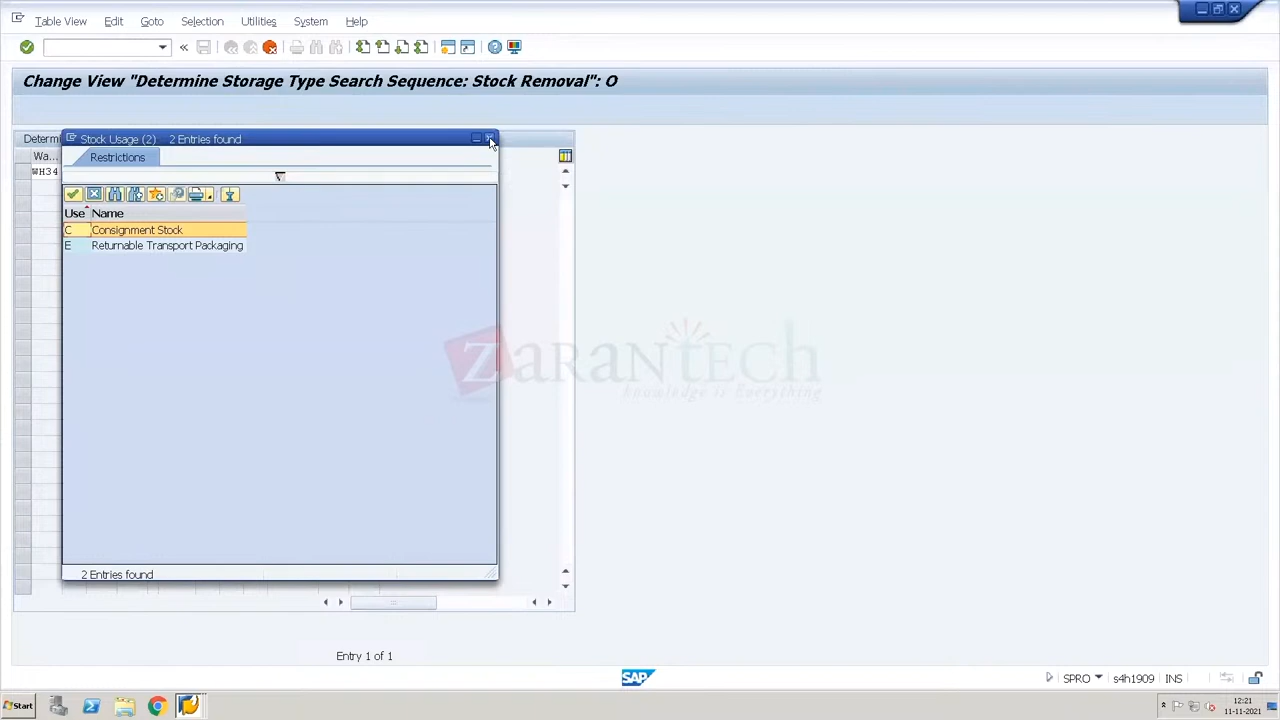 Table View Edit Goto Selection Utilities System Help
Change View "Determine Storage Type Search Sequence: Stock Removal": O
Determ
Stock Usage (2) 2 Entries found
Wa...
Restrictions
WH34
Use Name
C Consignment Stock
E Returnable Transport Packaging
ZaranTech
Knowledge is Everything
2 Entries found
Entry 1 of 1
SAP
SPRO s4h1909 INS
Start
12:21
11-11-2021